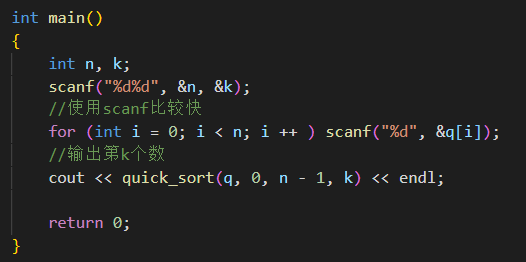 int main()
{
    int n, k;
    scanf("%d%d", &n, &k);
    //使用scanf比较快
    for (int i = 0; i < n; i ++ ) scanf("%d", &q[i]);
    //输出第k个数
    cout << quick_sort(q, 0, n - 1, k) << endl;

    return 0;
}